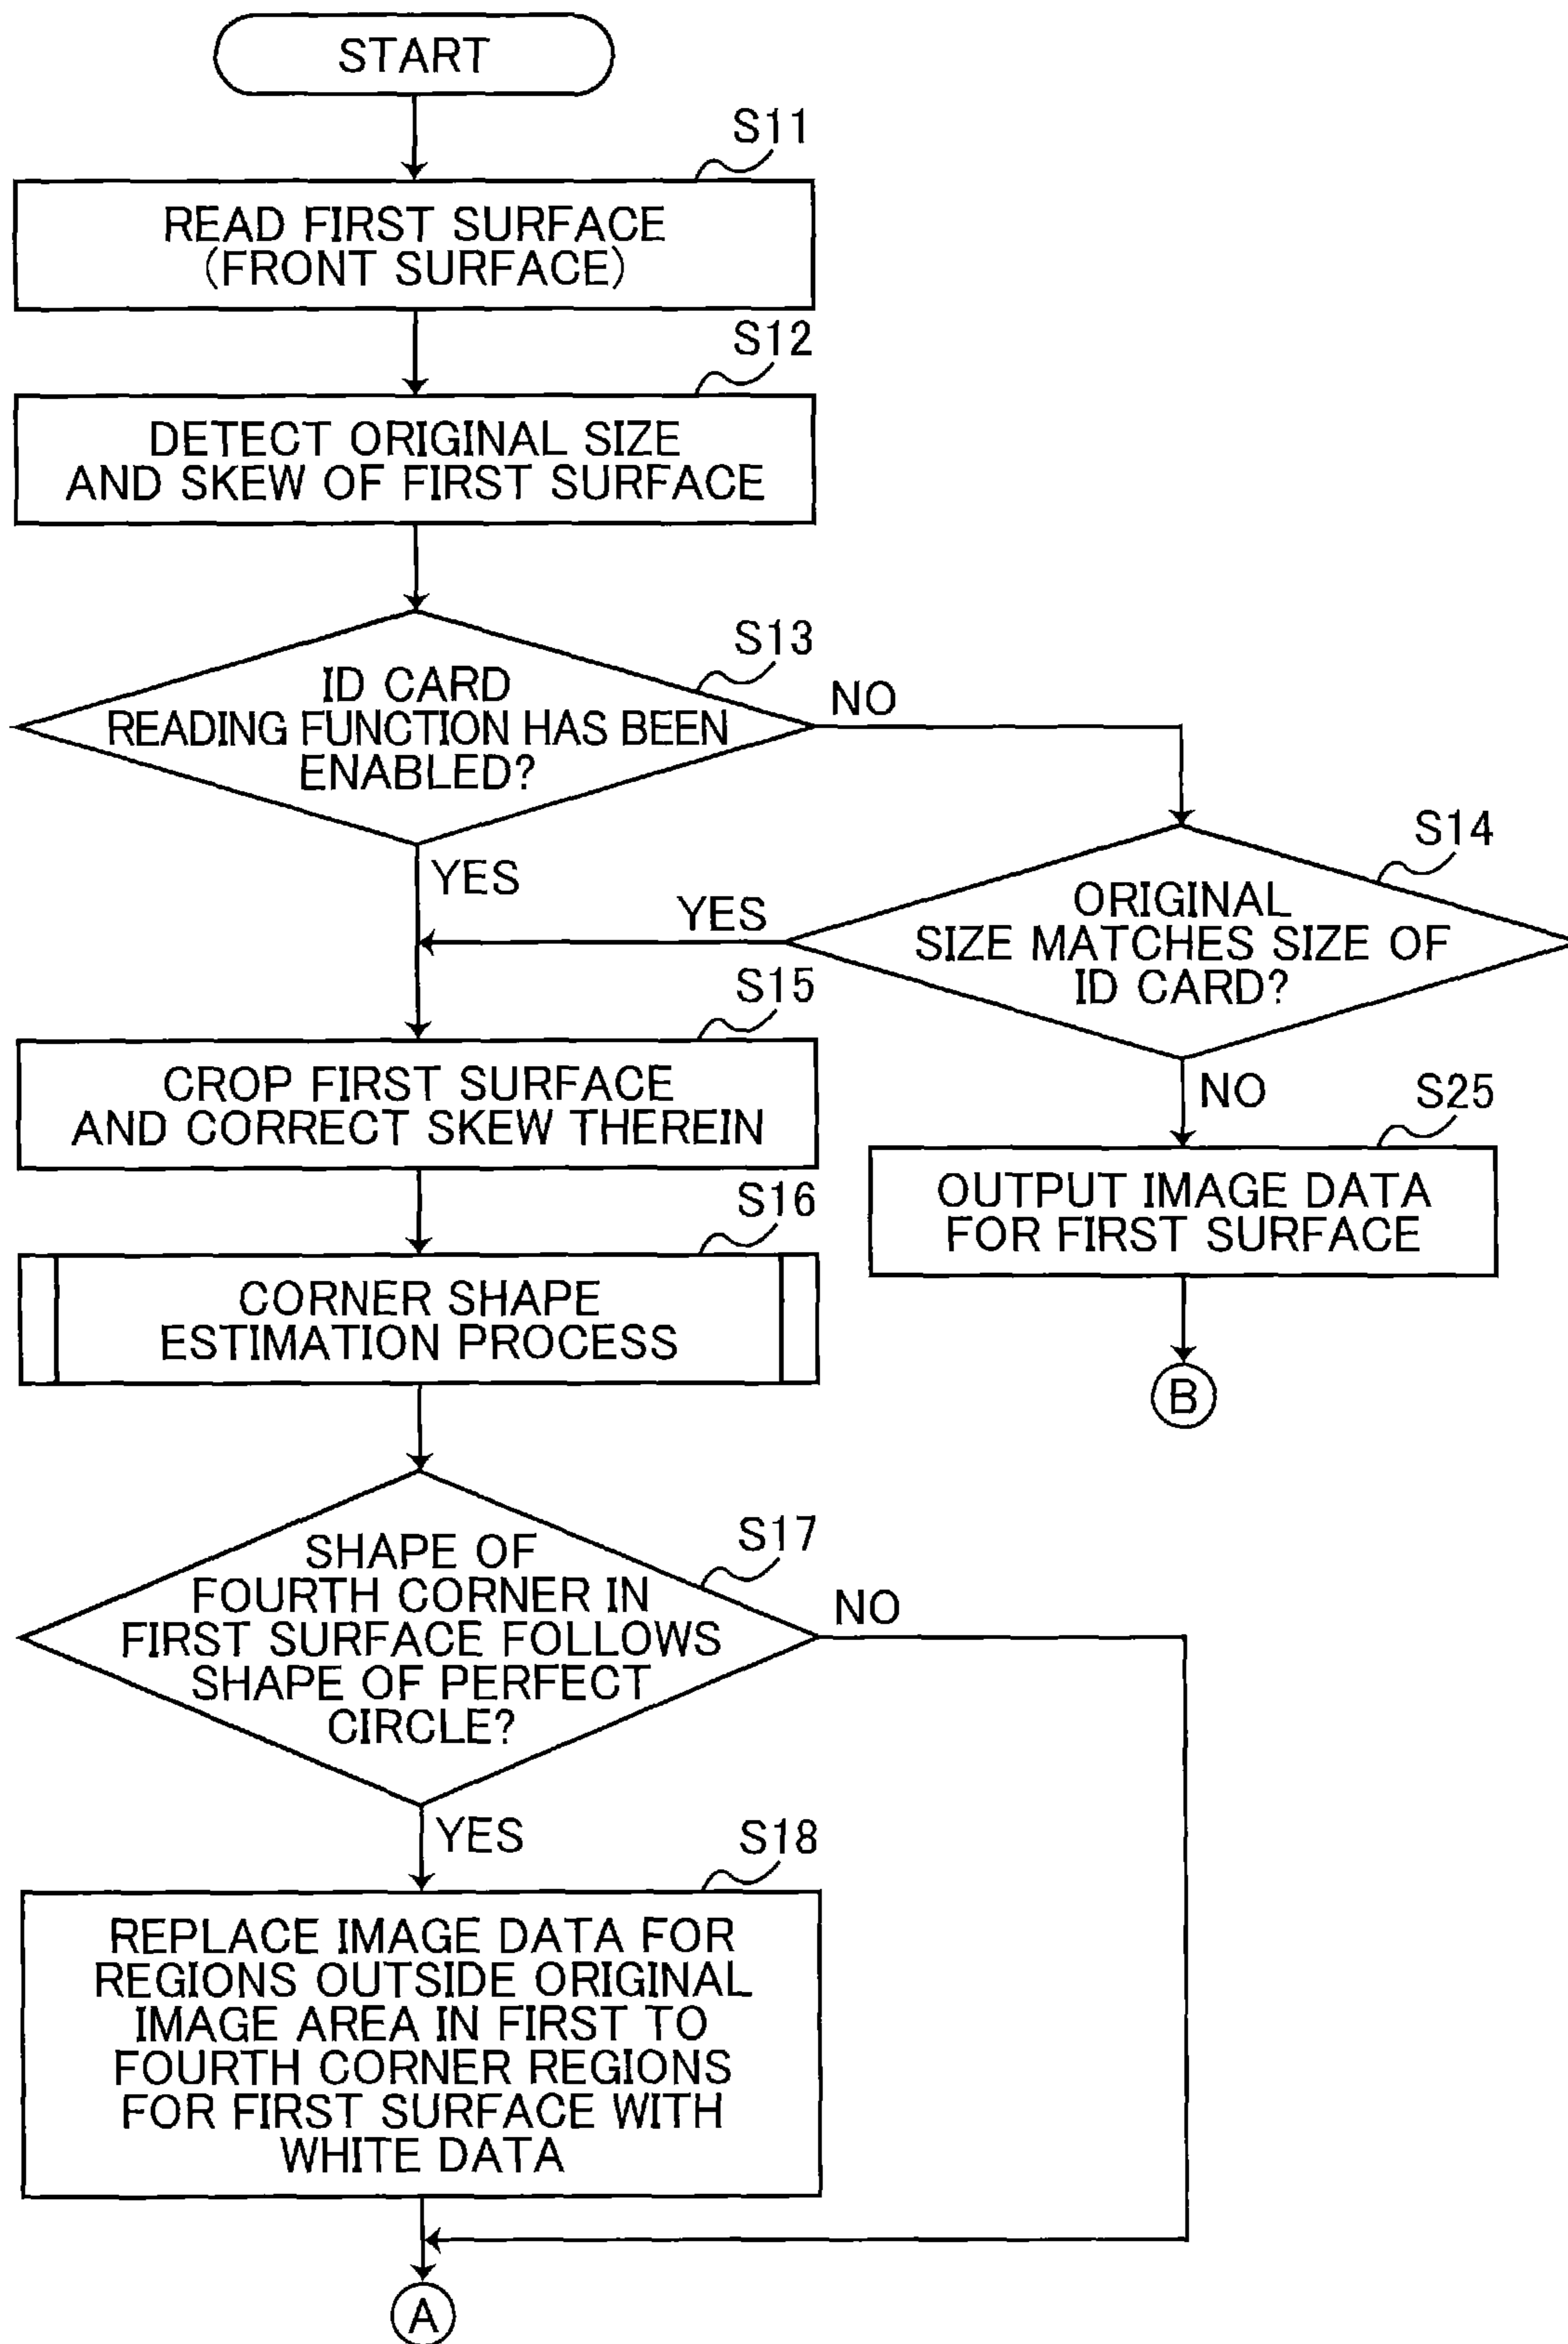 START
S11
READ FIRST SURFACE
(FRONT SURFACE)
S12
DETECT ORIGINAL SIZE
AND SKEW OF FIRST SURFACE
S13
ID CARD
READING FUNCTION HAS BEEN
ENABLED?
NO
YES
S14
ORIGINAL
SIZE MATCHES SIZE OF
ID CARD?
YES
NO
S15
CROP FIRST SURFACE
AND CORRECT SKEW THEREIN
S25
OUTPUT IMAGE DATA
FOR FIRST SURFACE
B
S16
CORNER SHAPE
ESTIMATION PROCESS
S17
SHAPE OF
FOURTH CORNER IN
FIRST SURFACE FOLLOWS
SHAPE OF PERFECT
CIRCLE?
NO
YES
S18
REPLACE IMAGE DATA FOR
REGIONS OUTSIDE ORIGINAL
IMAGE AREA IN FIRST TO
FOURTH CORNER REGIONS
FOR FIRST SURFACE WITH
WHITE DATA
A